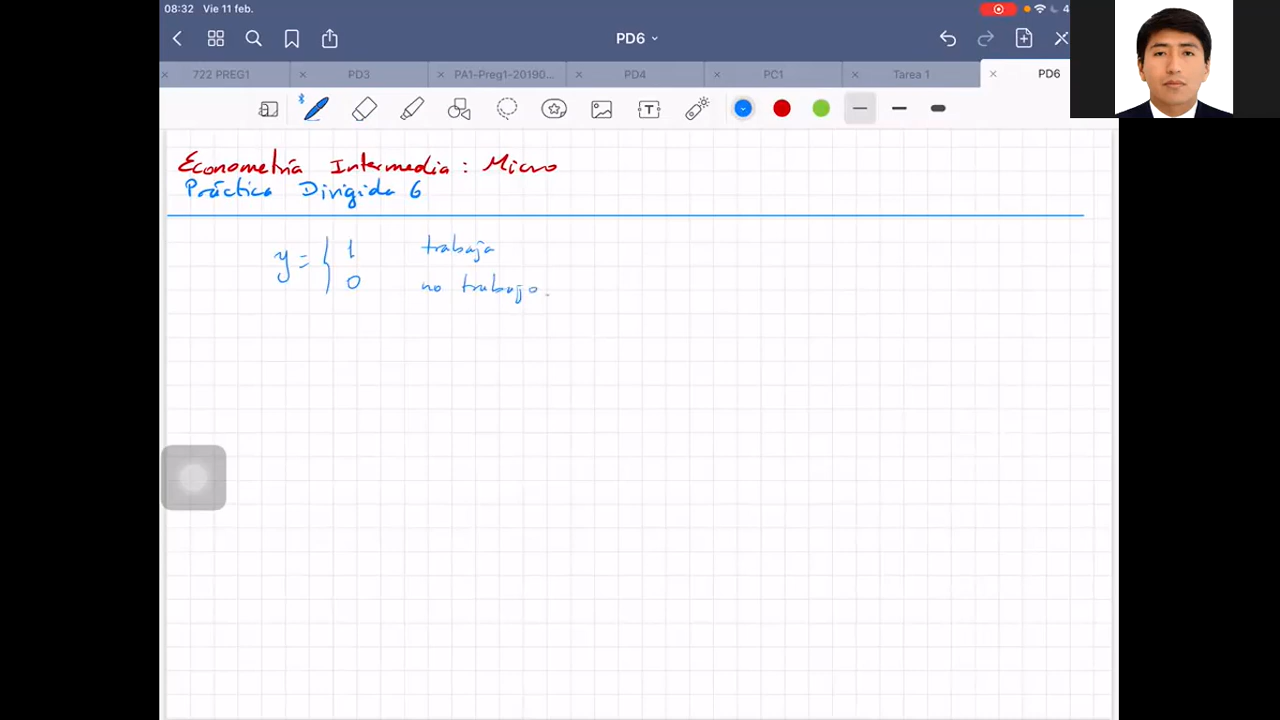 08:32 Vie 11 feb.
4
PD6
722 PREG1
PD3
PA1-Preg1-20190...
PD4
PC1
Tarea 1
PD6
T
Econometría Intermedia : Micro
Práctica Dirigida 6
y = { 1 trabaja
0 no trabajo.